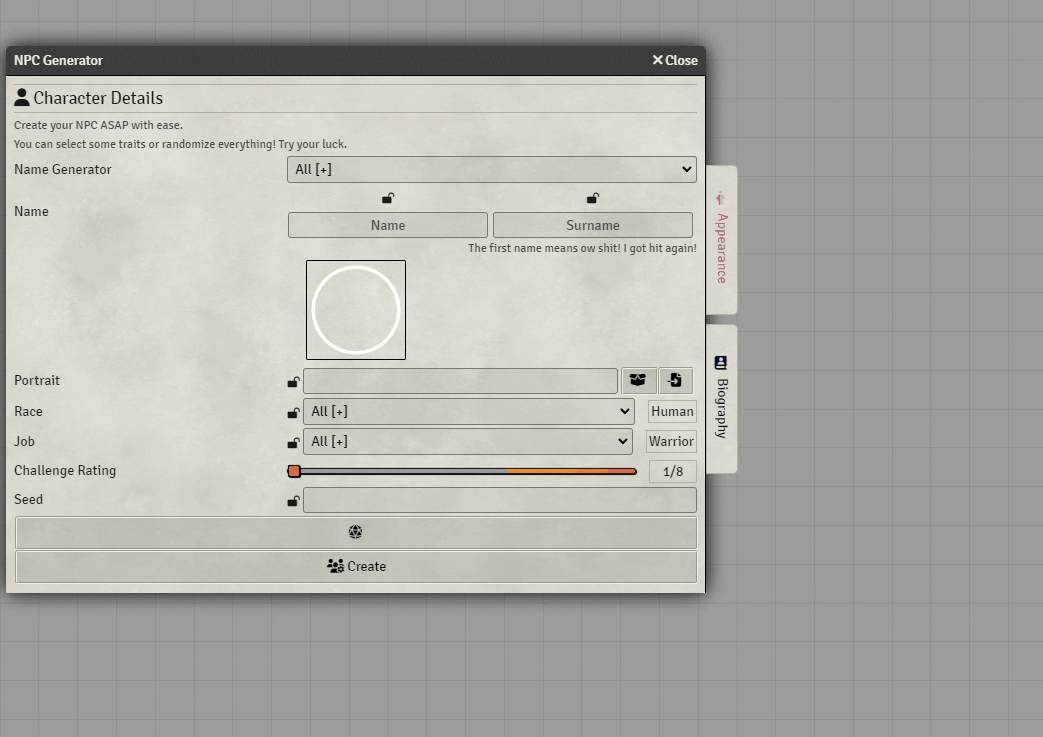 NPC Generator
Close
Character Details
Create your NPC ASAP with ease.
You can select some traits or randomize everything! Try your luck.
Name Generator
All [+]
Name
Name Surname
The first name means ow shit! I got hit again!
Portrait
Race
All [+]
Human
Job
All [+]
Warrior
Challenge Rating
1/8
Seed
Create
Appearance
Biography